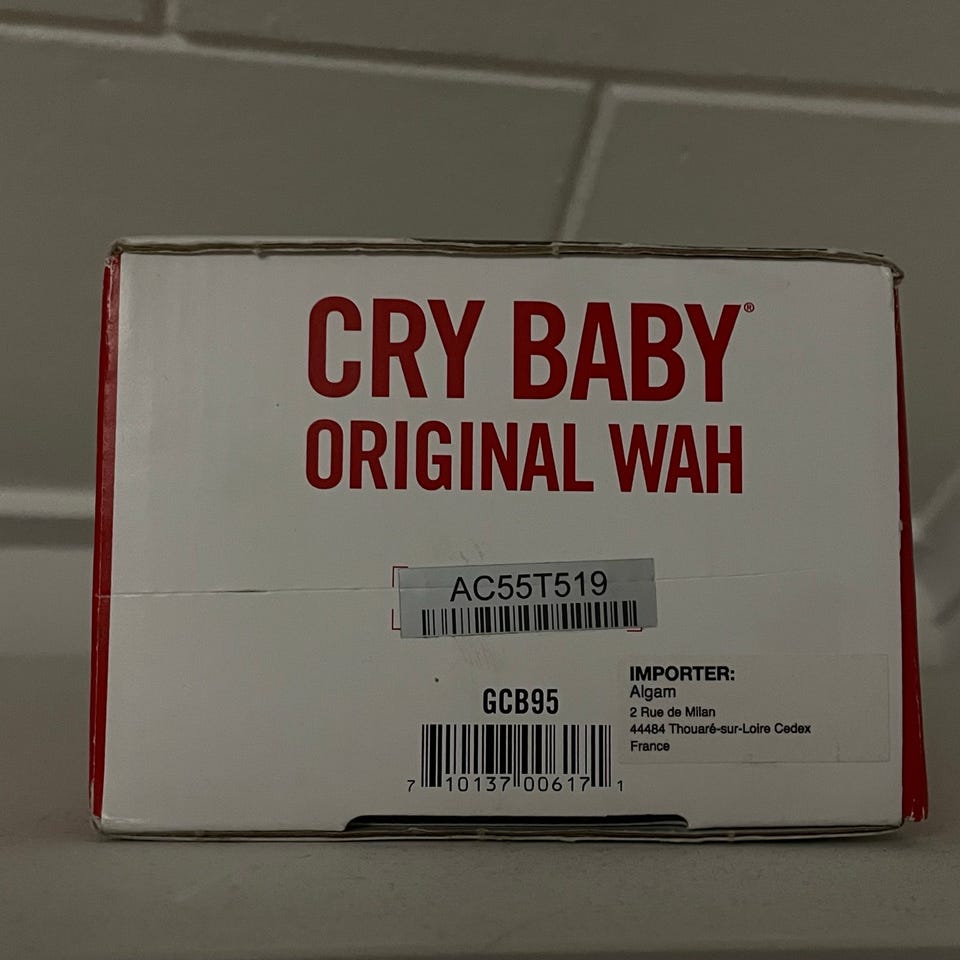 CRY BABY®
ORIGINAL WAH
AC55T519
GCB95
7 10137 00617 1
IMPORTER:
Algam
2 Rue de Milan
44484 Thouaré-sur-Loire Cedex
France